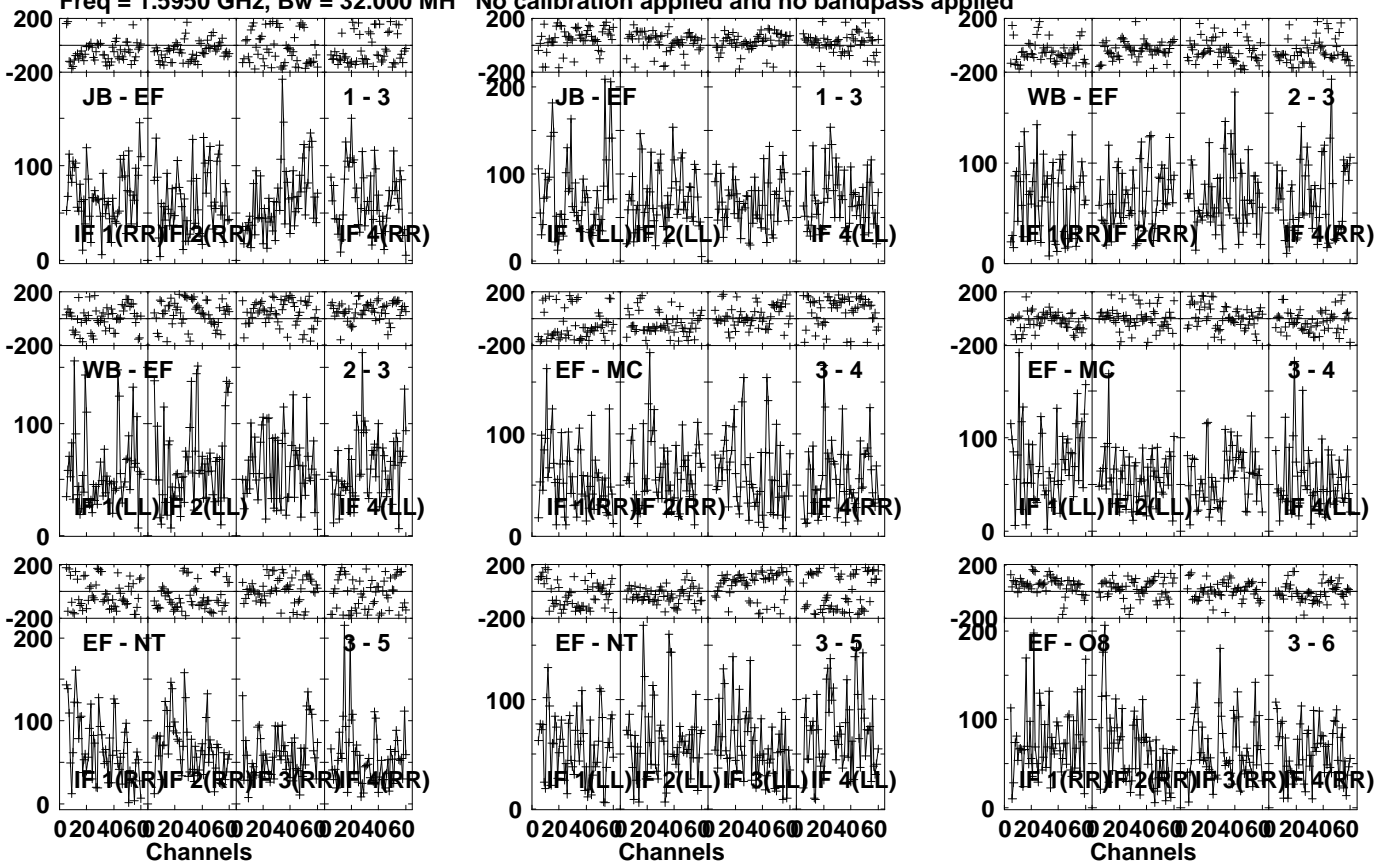 Freq = 1.5950 GHz, Bw = 32.000 MH No calibration applied and no bandpass applied
200 200 200
-200 -200 -200
JB - EF 1 - 3 JB - EF 1 - 3 WB - EF 2 - 3
200
100 100 100
IF 1(RR) IF 2(RR) IF 4(RR) IF 1(LL) IF 2(LL) IF 4(LL) IF 1(RR) IF 2(RR) IF 4(RR)
0 0 0
200 200 200
-200 -200 -200
WB - EF 2 - 3 EF - MC 3 - 4 EF - MC 3 - 4
100 100 100
IF 1(LL) IF 2(LL) IF 4(LL) IF 1(RR) IF 2(RR) IF 4(RR) IF 1(LL) IF 2(LL) IF 4(LL)
0 0 0
200 200 200
-200 -200 -200
200 200
EF - NT 3 - 5 EF - NT 3 - 5 EF - O8 3 - 6
100 100 100
IF 1(RR) IF 2(RR) IF 3(RR) IF 4(RR) IF 1(LL) IF 2(LL) IF 3(LL) IF 4(LL) IF 1(RR) IF 2(RR) IF 3(RR) IF 4(RR)
0 0 0
0 20 40 60 0 20 40 60 0 20 40 60 0 20 40 60 0 20 40 60 0 20 40 60 0 20 40 60 0 20 40 60 0 20 40 60 0 20 40 60 0 20 40 60 0 20 40 60
Channels Channels Channels